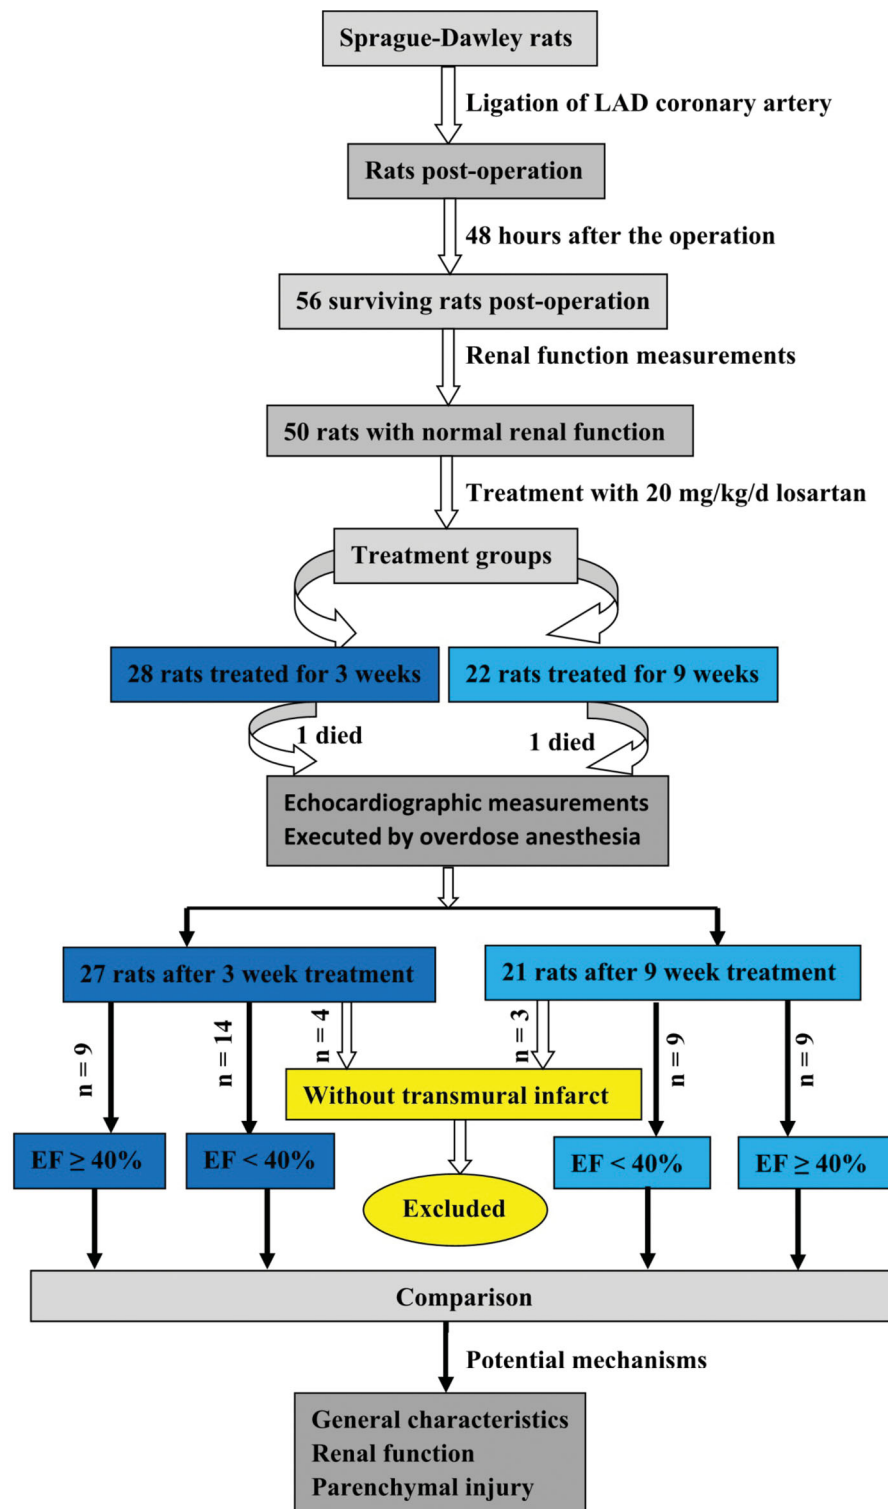 Sprague-Dawley rats
Ligation of LAD coronary artery
Rats post-operation
48 hours after the operation
56 surviving rats post-operation
Renal function measurements
50 rats with normal renal function
Treatment with 20 mg/kg/d losartan
Treatment groups
28 rats treated for 3 weeks
22 rats treated for 9 weeks
1 died
1 died
Echocardiographic measurements
Executed by overdose anesthesia
27 rats after 3 week treatment
21 rats after 9 week treatment
n = 9
n = 14
n = 4
n = 3
n = 9
n = 9
Without transmural infarct
EF ≥ 40%
EF < 40%
EF < 40%
EF ≥ 40%
Excluded
Comparison
Potential mechanisms
General characteristics
Renal function
Parenchymal injury